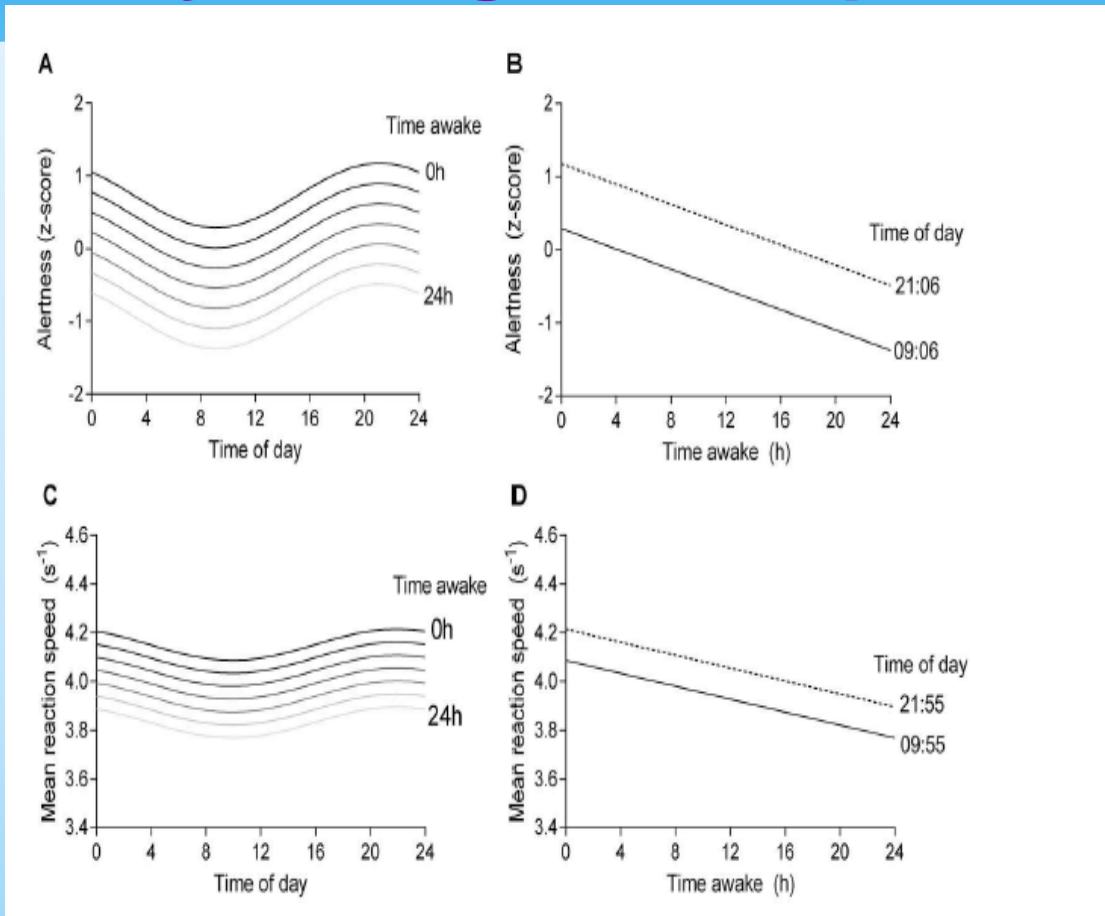 A
Alertness (z-score)
2
1
0
-1
-2
Time awake
0h
24h
0 4 8 12 16 20 24
Time of day
B
Alertness (z-score)
2
1
0
-1
-2
Time of day
21:06
09:06
0 4 8 12 16 20 24
Time awake (h)
C
Mean reaction speed (s-1)
4.6
4.4
4.2
4.0
3.8
3.6
3.4
Time awake
0h
24h
0 4 8 12 16 20 24
Time of day
D
Mean reaction speed (s-1)
4.6
4.4
4.2
4.0
3.8
3.6
3.4
Time of day
21:55
09:55
0 4 8 12 16 20 24
Time awake (h)